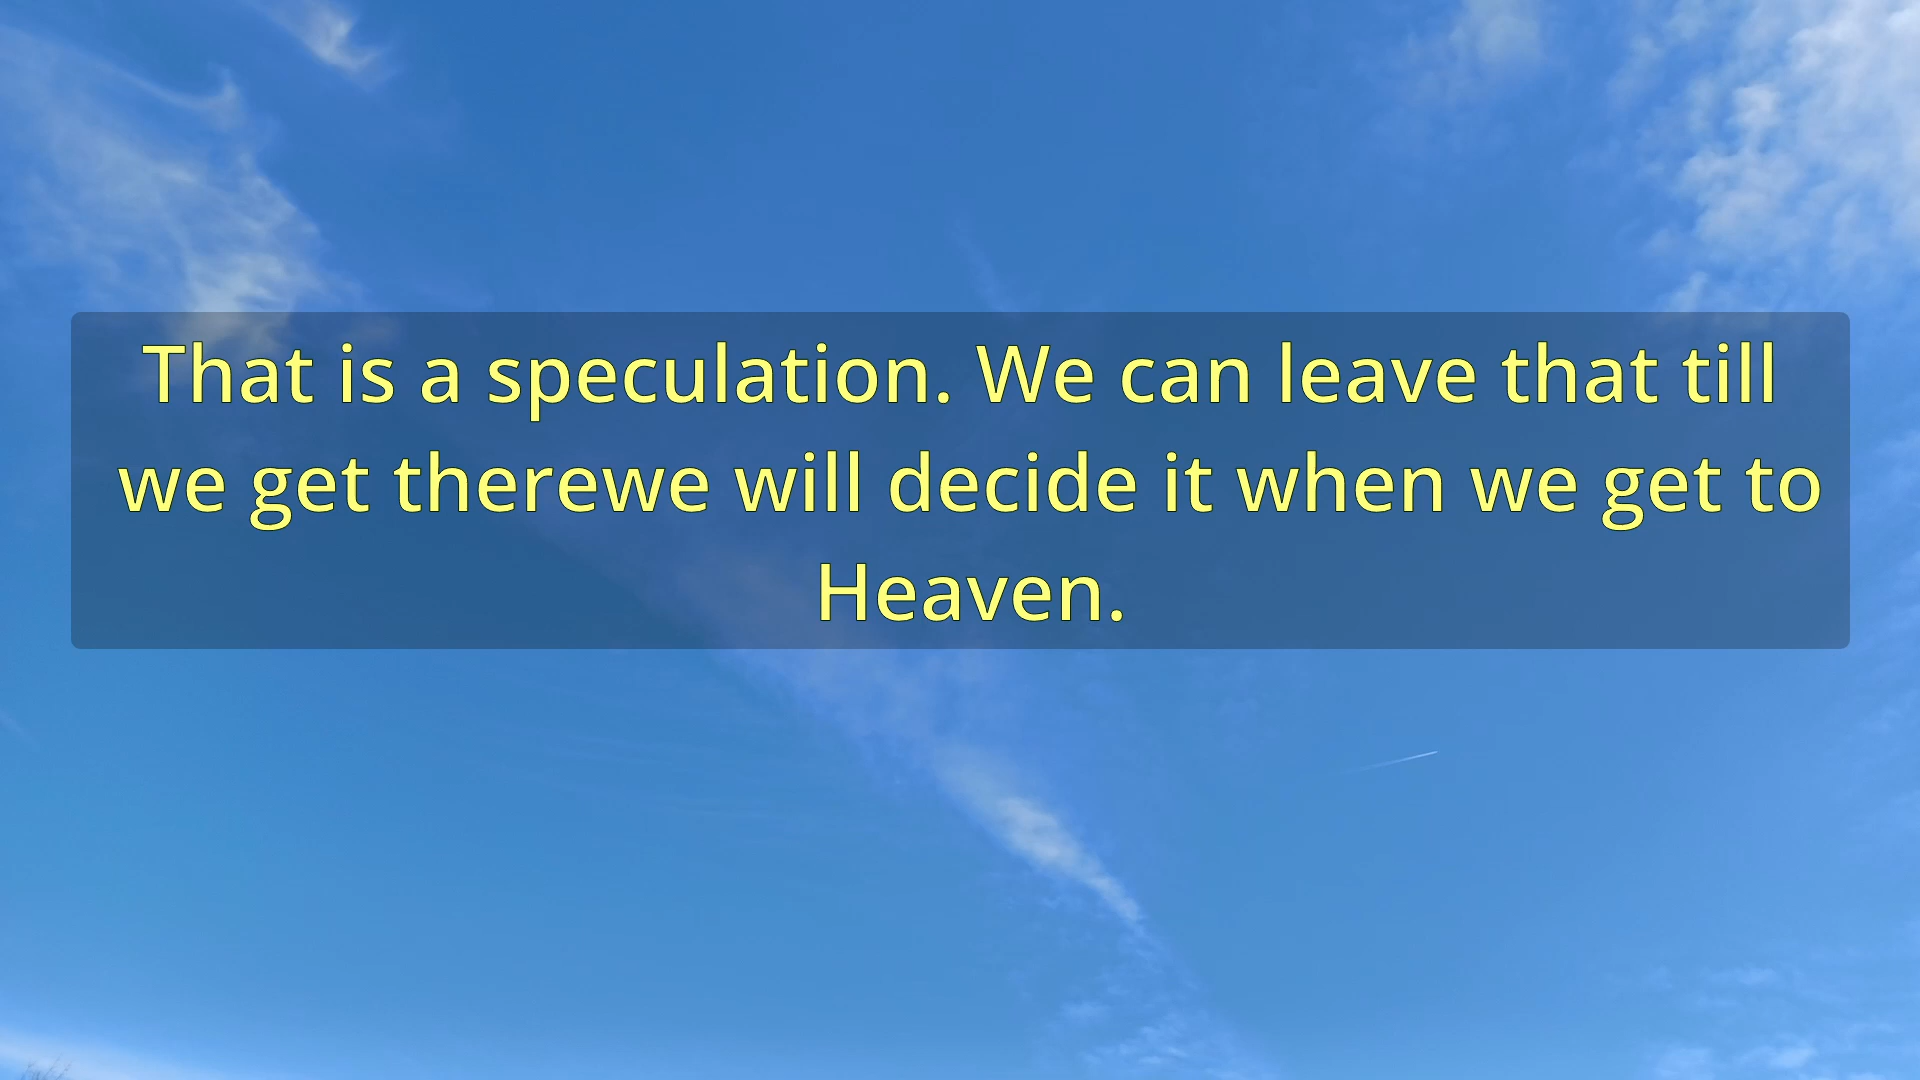 That is a speculation. We can leave that till
we get therewe will decide it when we get to
Heaven.